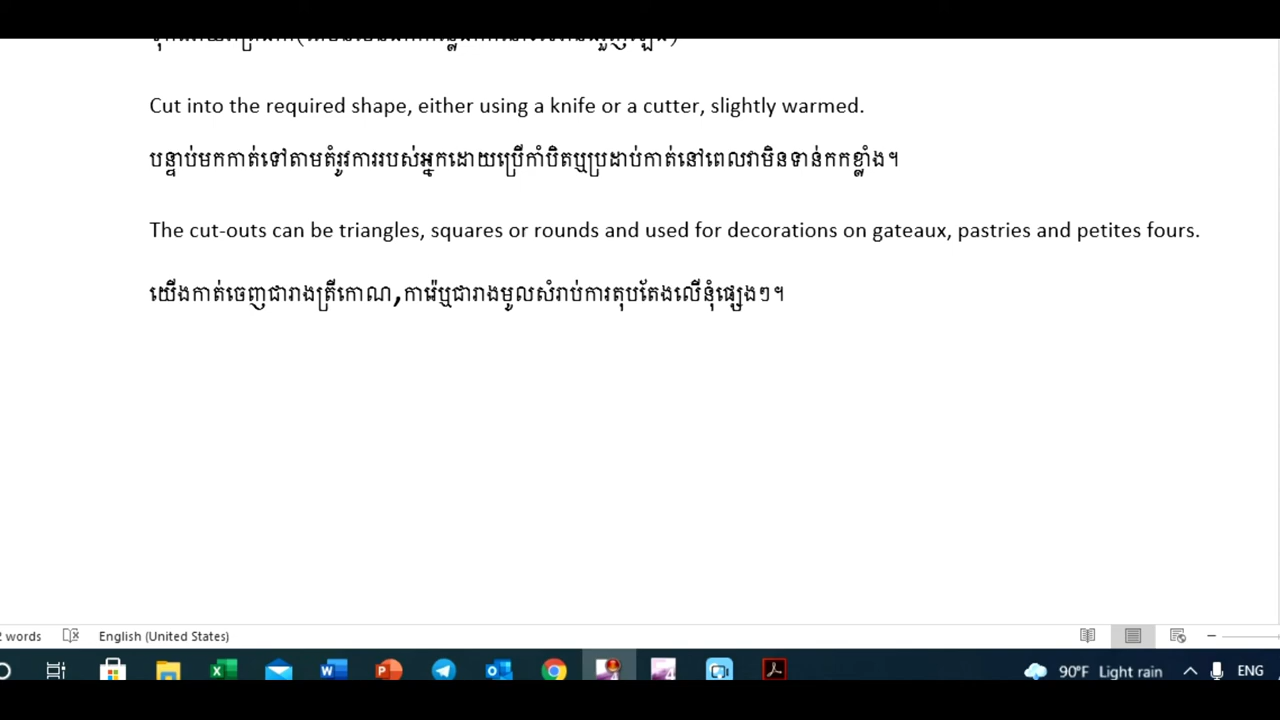 Cut into the required shape, either using a knife or a cutter, slightly warmed.
បន្ទាប់មកកាត់ទៅតាមតំរូវការរបស់អ្នកដោយប្រើកាំបិតឬប្រដាប់កាត់នៅពេលវាមិនទាន់កកខ្លាំង។
The cut-outs can be triangles, squares or rounds and used for decorations on gateaux, pastries and petites fours.
យើងកាត់ចេញជារាងត្រីកោណ,ការ៉េឬជារាងមូលសំរាប់ការតុបតែងលើនុំផ្សេងៗ។
2 words English (United States)
90°F Light rain ENG